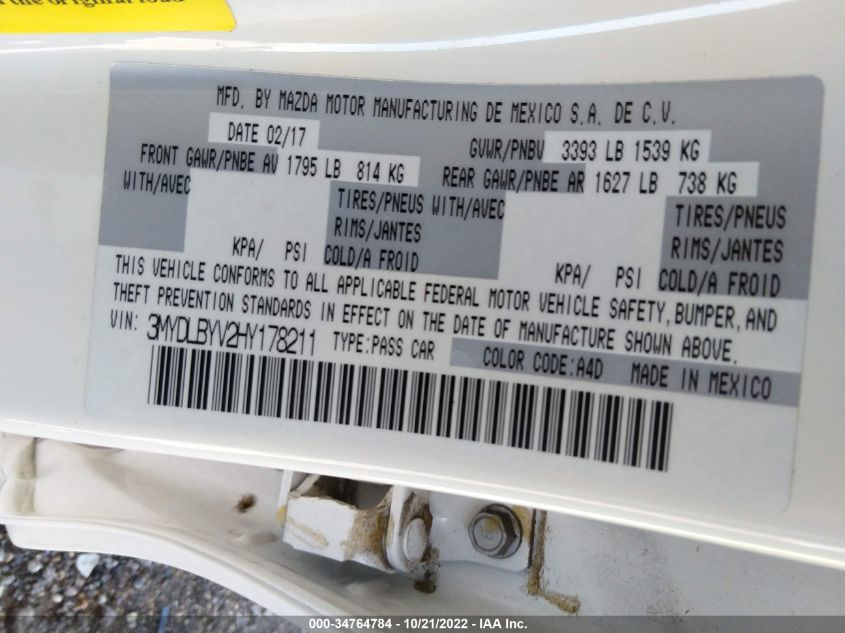 the original load
MFD. BY MAZDA MOTOR MANUFACTURING DE MEXICO S.A. DE C.V.
DATE 02/17 GVWR/PNBV 3393 LB 1539 KG
FRONT GAWR/PNBE AV 1795 LB 814 KG REAR GAWR/PNBE AR 1627 LB 738 KG
WITH/AVEC TIRES/PNEUS WITH/AVEC TIRES/PNEUS
RIMS/JANTES RIMS/JANTES
KPA/ PSI COLD/A FROID KPA/ PSI COLD/A FROID
THIS VEHICLE CONFORMS TO ALL APPLICABLE FEDERAL MOTOR VEHICLE SAFETY, BUMPER, AND
THEFT PREVENTION STANDARDS IN EFFECT ON THE DATE OF MANUFACTURE SHOWN ABOVE.
VIN: 3MYDLBYV2HY178211 TYPE:PASS CAR COLOR CODE:A4D MADE IN MEXICO
000-34764784 - 10/21/2022 - IAA Inc.